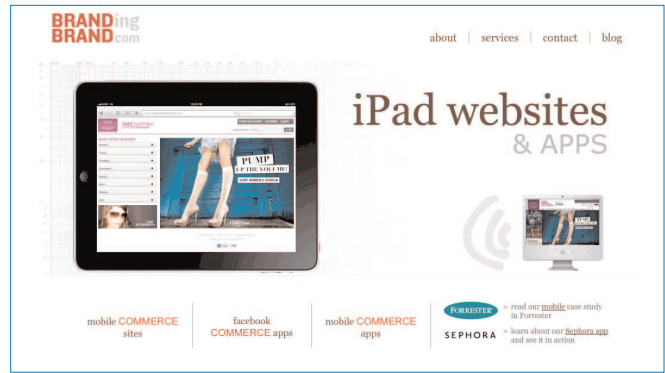 BRANDing
BRAND.com
about
services
contact
blog
iPad websites
& APPS
PUMP
UP THE VOLUME!
mobile COMMERCE
sites
facebook
COMMERCE apps
mobile COMMERCE
apps
FORRESTER
> read our mobile case study
in Forrester
SEPHORA
> learn about our Sephora app
and see it in action